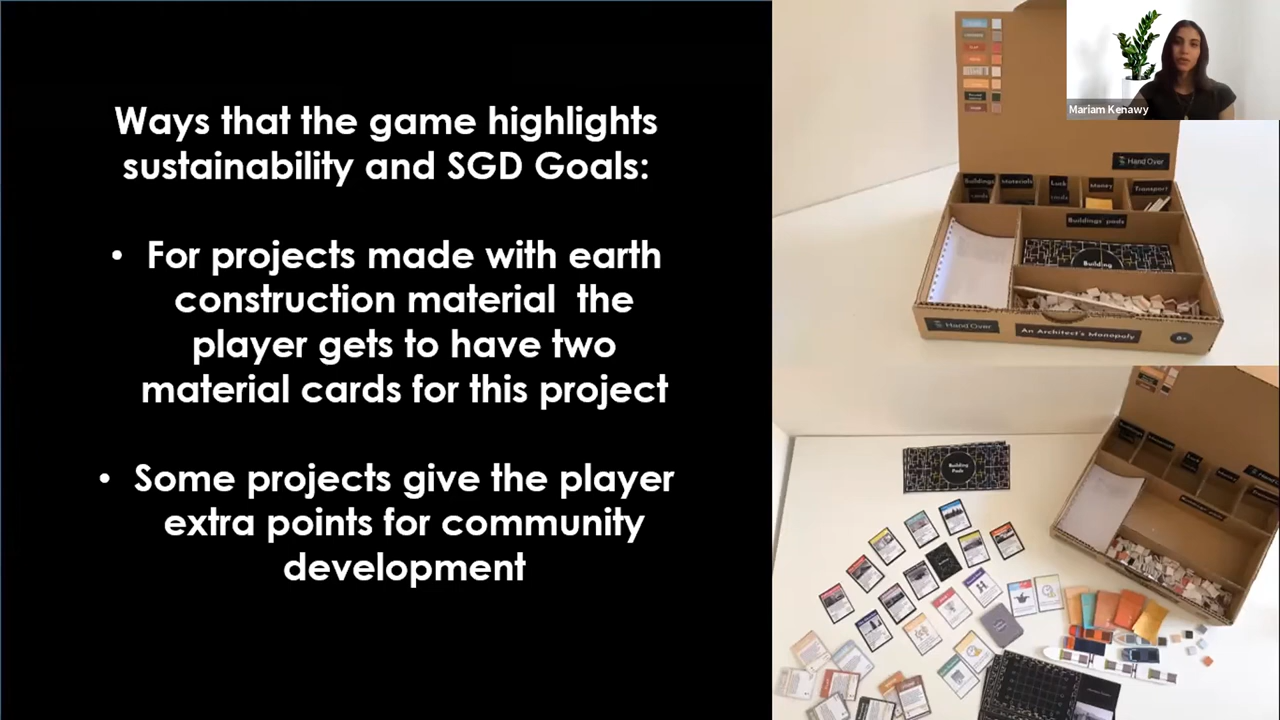 Ways that the game highlights
sustainability and SGD Goals:
• For projects made with earth
construction material the
player gets to have two
material cards for this project
• Some projects give the player
extra points for community
development
Mariam Kenawy
Hand Over
Buildings
Materials
Luck
Money
Transport
Buildings' pads
Building
Hand Over
An Architect's Monopoly
8+
Building
Pads